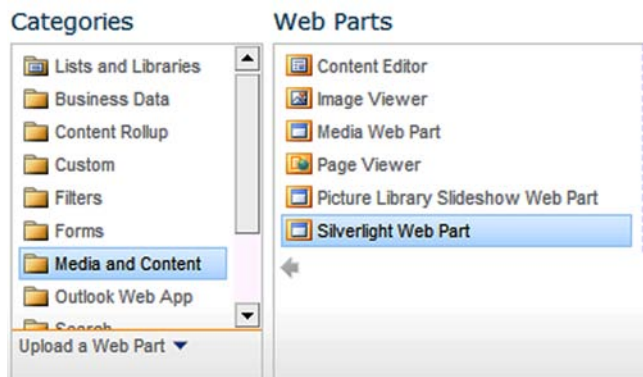 Categories
Lists and Libraries
Business Data
Content Rollup
Custom
Filters
Forms
Media and Content
Outlook Web App
Search
Upload a Web Part
Web Parts
Content Editor
Image Viewer
Media Web Part
Page Viewer
Picture Library Slideshow Web Part
Silverlight Web Part